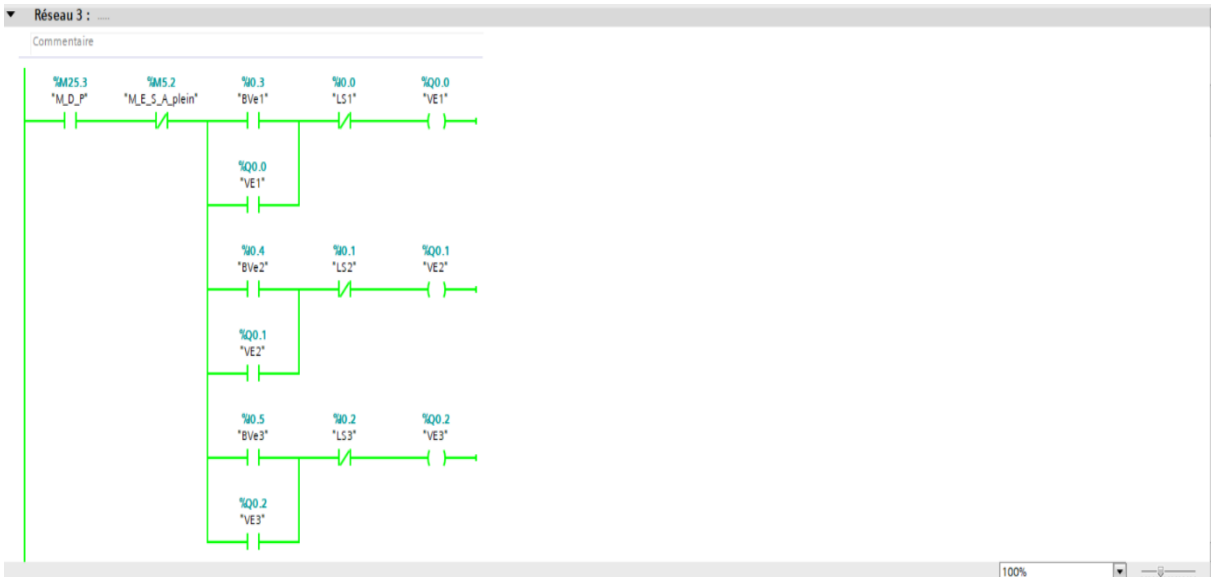 Réseau 3 : ....
Commentaire
%M25.3 %M5.2 %I0.3 %I0.0 %Q0.0
"M_D_P" "M_E_S_A_plein" "BVe1" "LS1" "VE1"
%Q0.0
"VE1"
%I0.4 %I0.1 %Q0.1
"BVe2" "LS2" "VE2"
%Q0.1
"VE2"
%I0.5 %I0.2 %Q0.2
"BVe3" "LS3" "VE3"
%Q0.2
"VE3"
100%